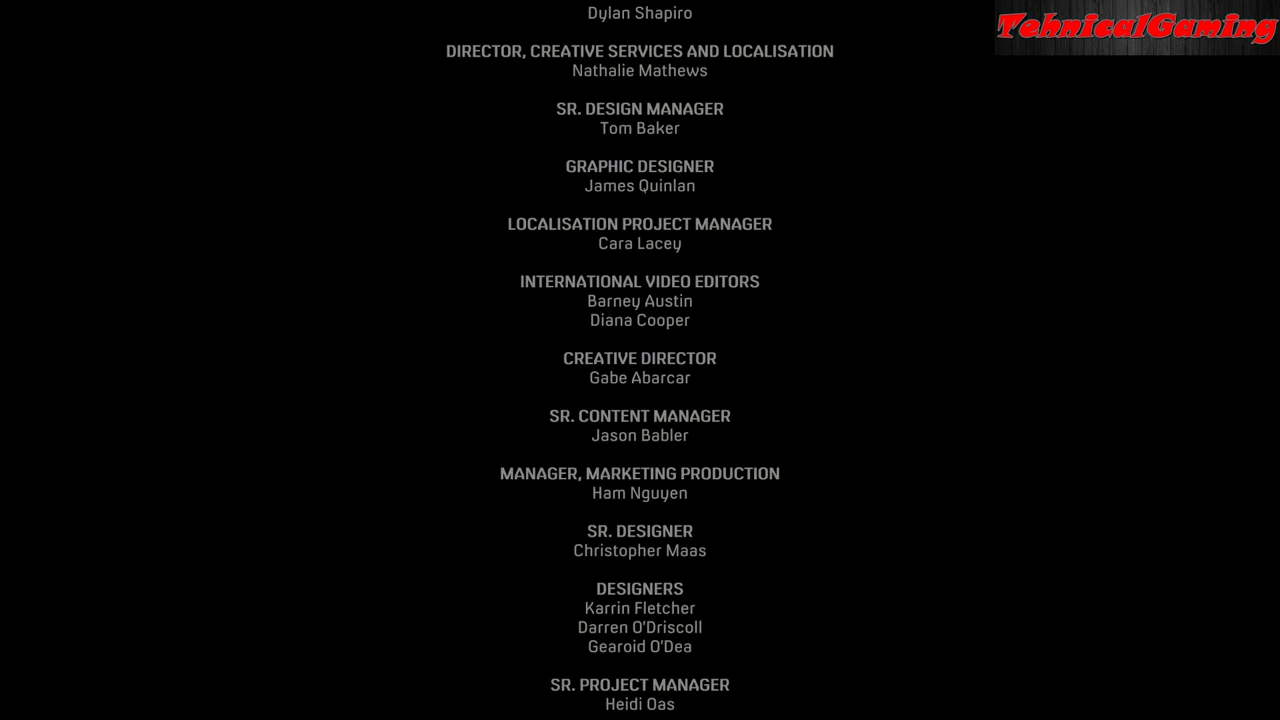 Dylan Shapiro
TehnicalGaming
DIRECTOR, CREATIVE SERVICES AND LOCALISATION
Nathalie Mathews
SR. DESIGN MANAGER
Tom Baker
GRAPHIC DESIGNER
James Quinlan
LOCALISATION PROJECT MANAGER
Cara Lacey
INTERNATIONAL VIDEO EDITORS
Barney Austin
Diana Cooper
CREATIVE DIRECTOR
Gabe Abarcar
SR. CONTENT MANAGER
Jason Babler
MANAGER, MARKETING PRODUCTION
Ham Nguyen
SR. DESIGNER
Christopher Maas
DESIGNERS
Karrin Fletcher
Darren O'Driscoll
Gearoid O'Dea
SR. PROJECT MANAGER
Heidi Oas